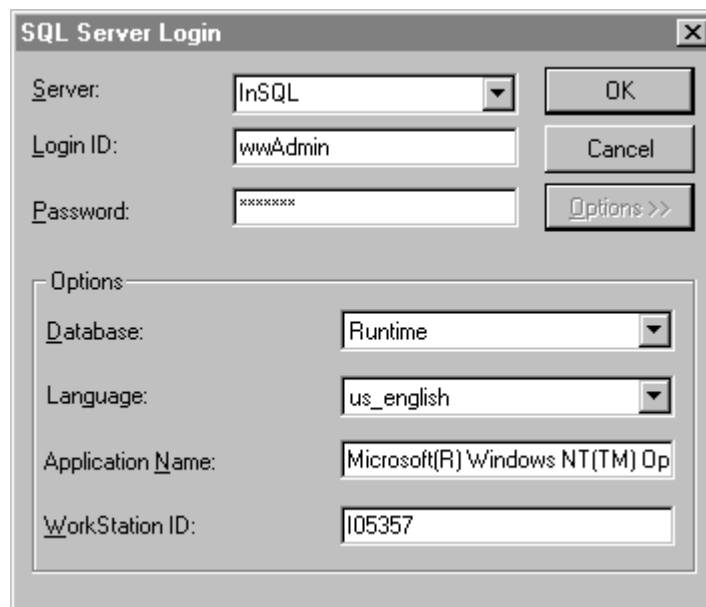 SQL Server Login
Server: InSQL OK
Login ID: wwAdmin Cancel
Password: ******* Options >>
Options
Database: Runtime
Language: us_english
Application Name: Microsoft(R) Windows NT(TM) Op
WorkStation ID: I05357